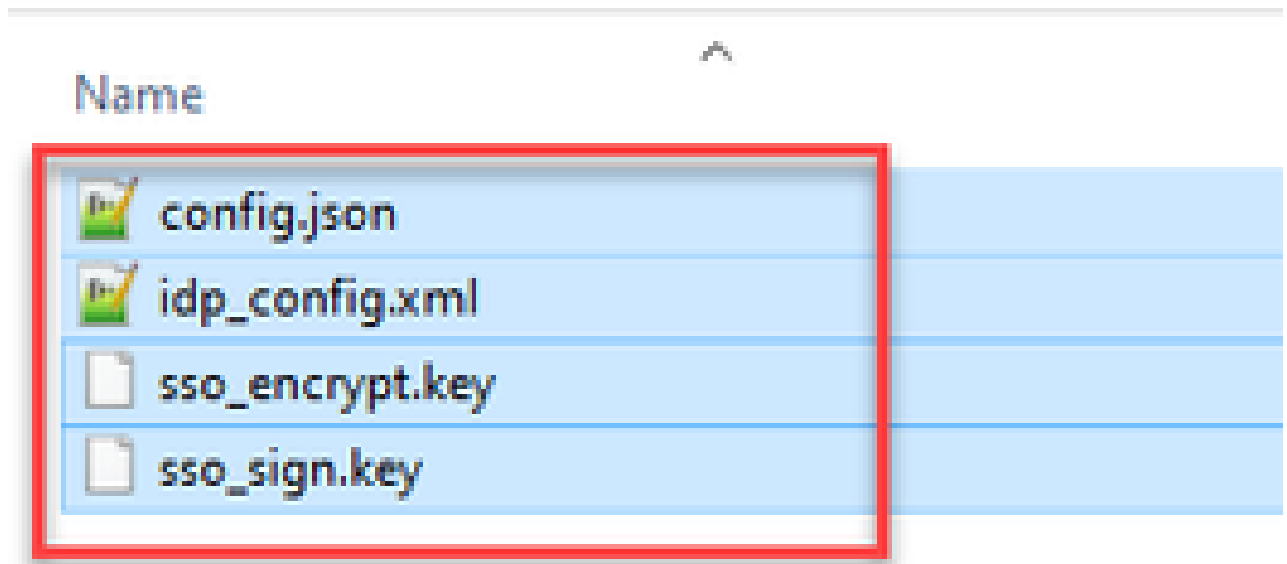 Name
config.json
idp_config.xml
sso_encrypt.key
sso_sign.key